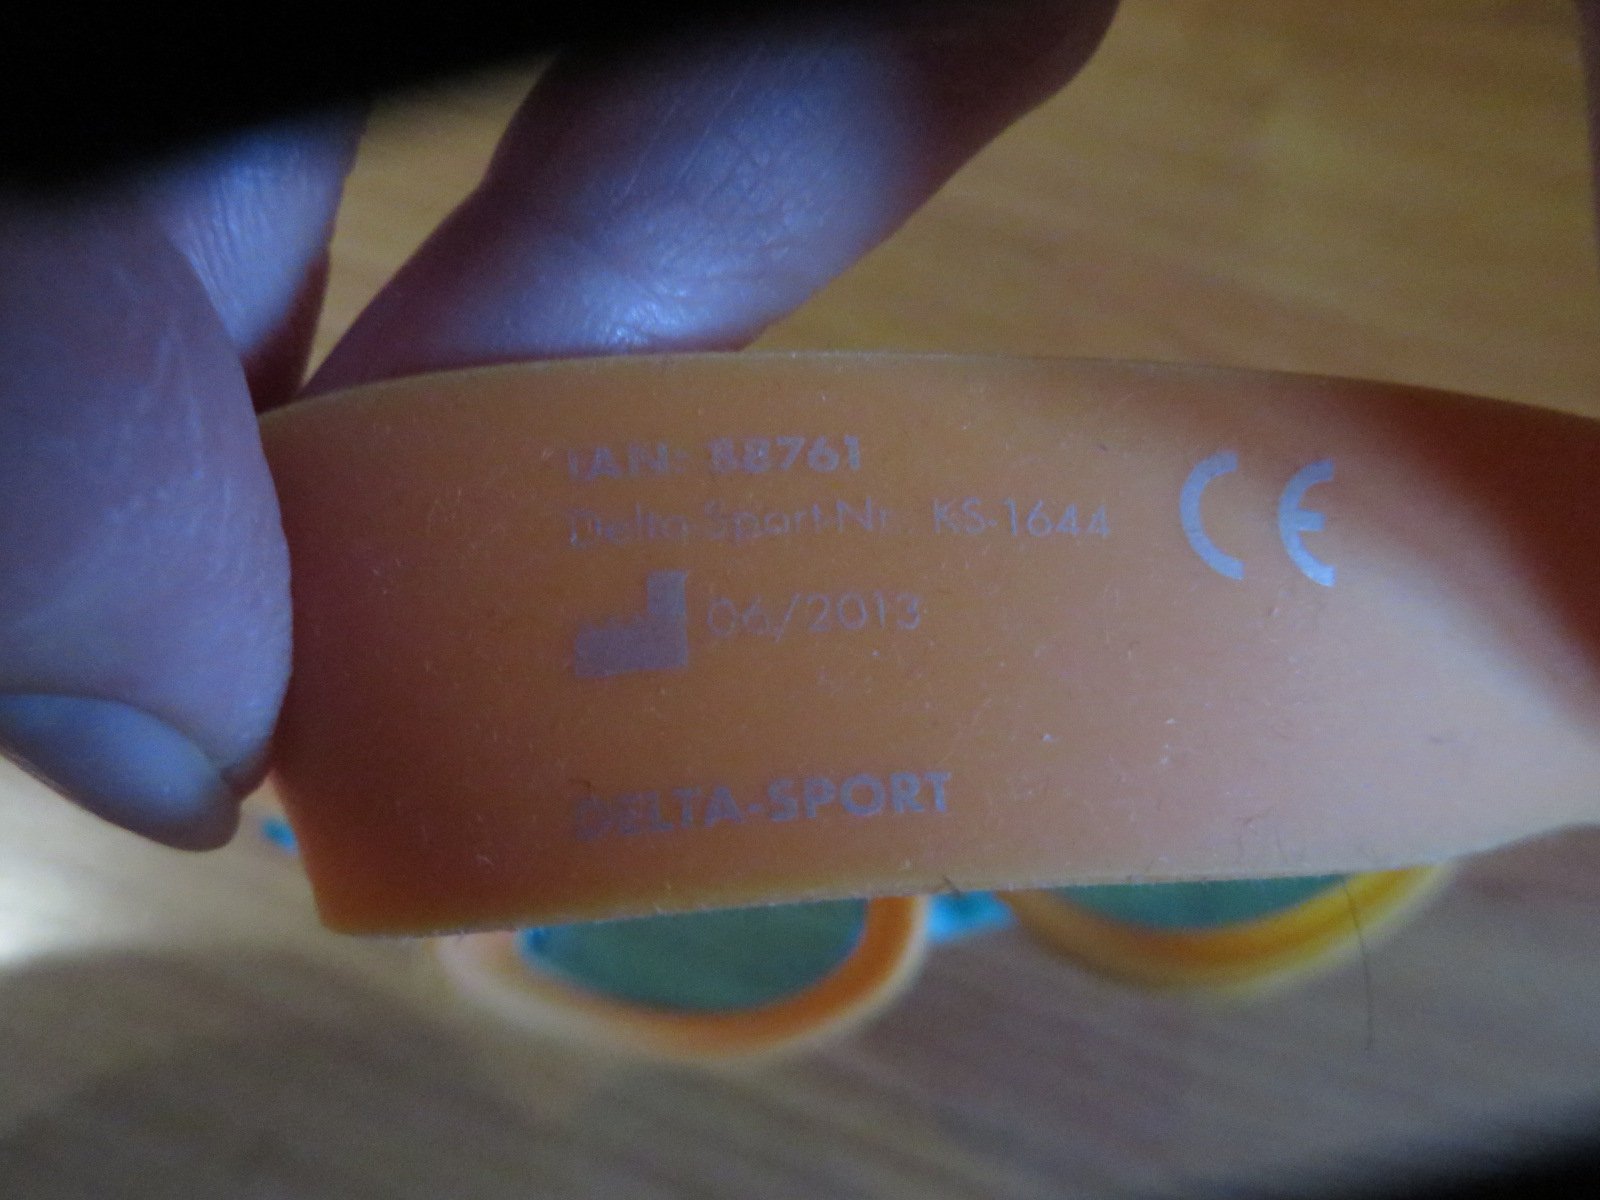 IAN: 88761
Delta-Sport-Nr. KS-1644
CE
06/2013
DELTA-SPORT